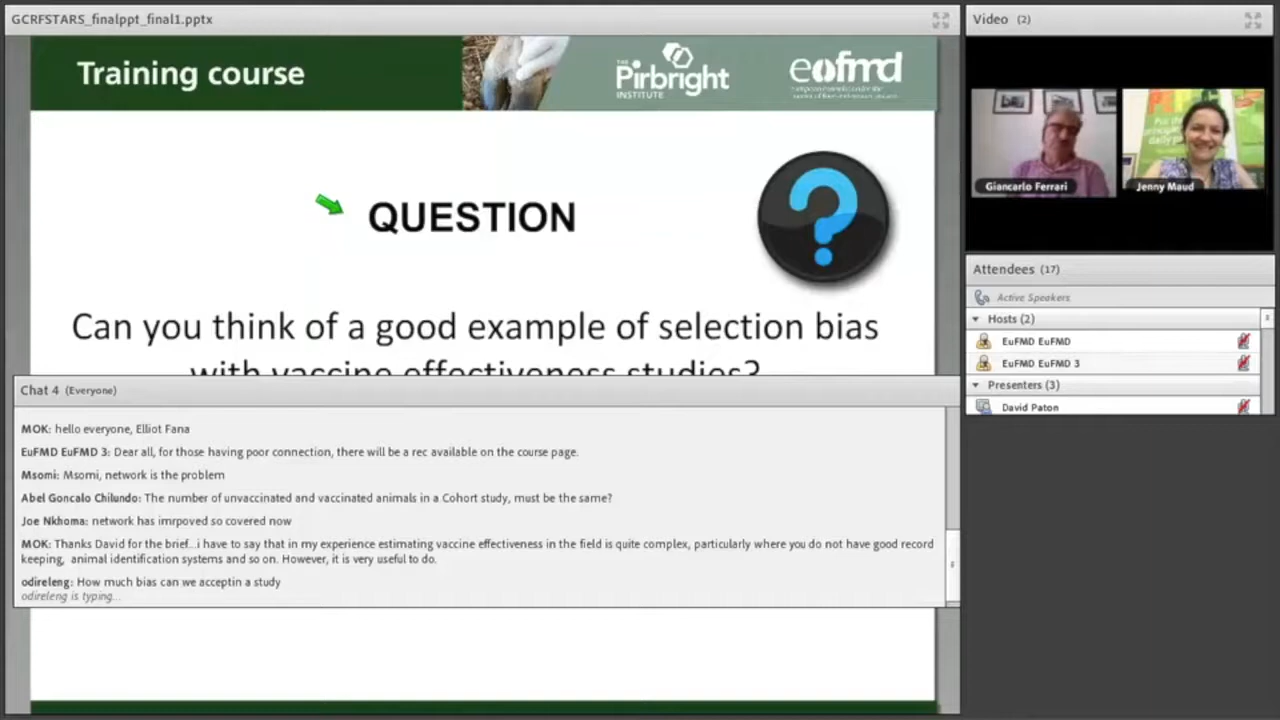 GCRFSTARS_finalppt_final1.pptx
Training course
THE
Pirbright
INSTITUTE
eofmd
QUESTION
Can you think of a good example of selection bias
with vaccine effectiveness studies?
Chat 4 (Everyone)
MOK: hello everyone, Elliot Fana
EuFMD EuFMD 3: Dear all, for those having poor connection, there will be a rec available on the course page.
Msomi: Msomi, network is the problem
Abel Goncalo Chilundo: The number of unvaccinated and vaccinated animals in a Cohort study, must be the same?
Joe Nkhoma: network has imrpoved so covered now
MOK: Thanks David for the brief...i have to say that in my experience estimating vaccine effectiveness in the field is quite complex, particularly where you do not have good record
keeping, animal identification systems and so on. However, it is very useful to do.
odireleng: How much bias can we acceptin a study
odireleng is typing...
Video (2)
Giancarlo Ferrari
Jenny Maud
Attendees (17)
Active Speakers
Hosts (2)
EuFMD EuFMD
EuFMD EuFMD 3
Presenters (3)
David Paton